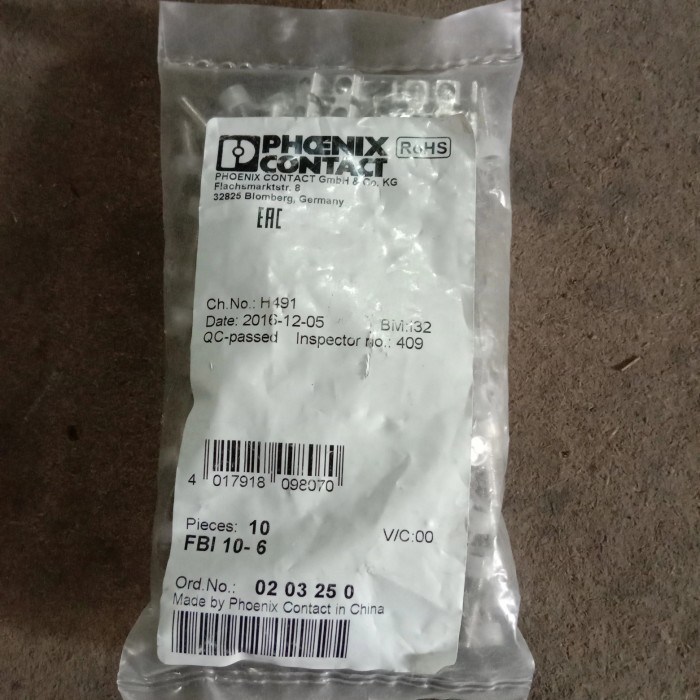 PHŒNIX
CONTACT
RoHS
PHOENIX CONTACT GmbH & Co. KG
Flachsmarktstr. 8
32825 Blomberg, Germany
EAC
Ch.No.: H491
Date: 2016-12-05 BM:i32
QC-passed Inspector no.: 409
4 017918 098070
Pieces: 10
FBI 10- 6 V/C:00
Ord.No.: 02 03 25 0
Made by Phoenix Contact in China